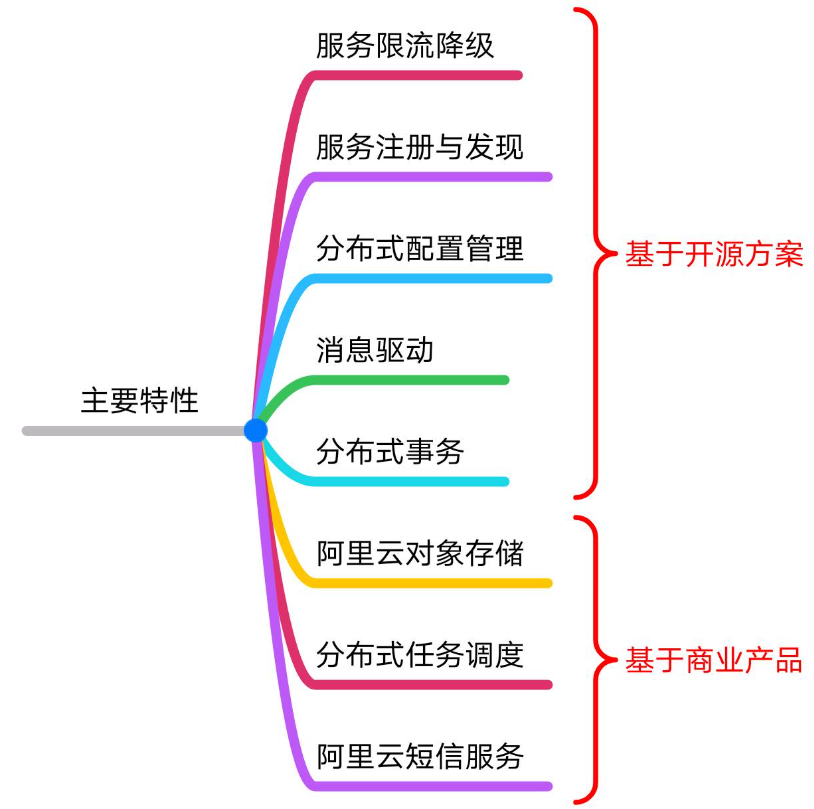 主要特性
服务限流降级
服务注册与发现
分布式配置管理
消息驱动
分布式事务
阿里云对象存储
分布式任务调度
阿里云短信服务
基于开源方案
基于商业产品